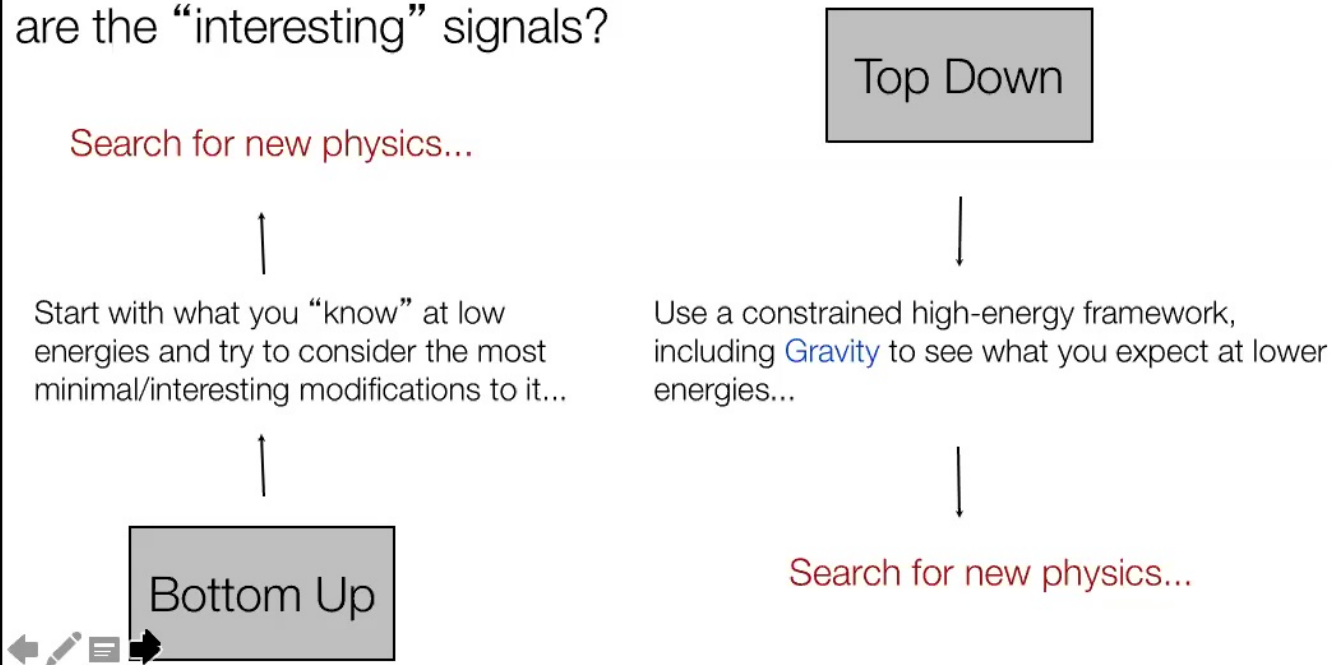 are the “interesting” signals?
Search for new physics...
Start with what you “know” at low
energies and try to consider the most
minimal/interesting modifications to it...
Bottom Up
Top Down
Use a constrained high-energy framework,
including Gravity to see what you expect at lower
energies...
Search for new physics...